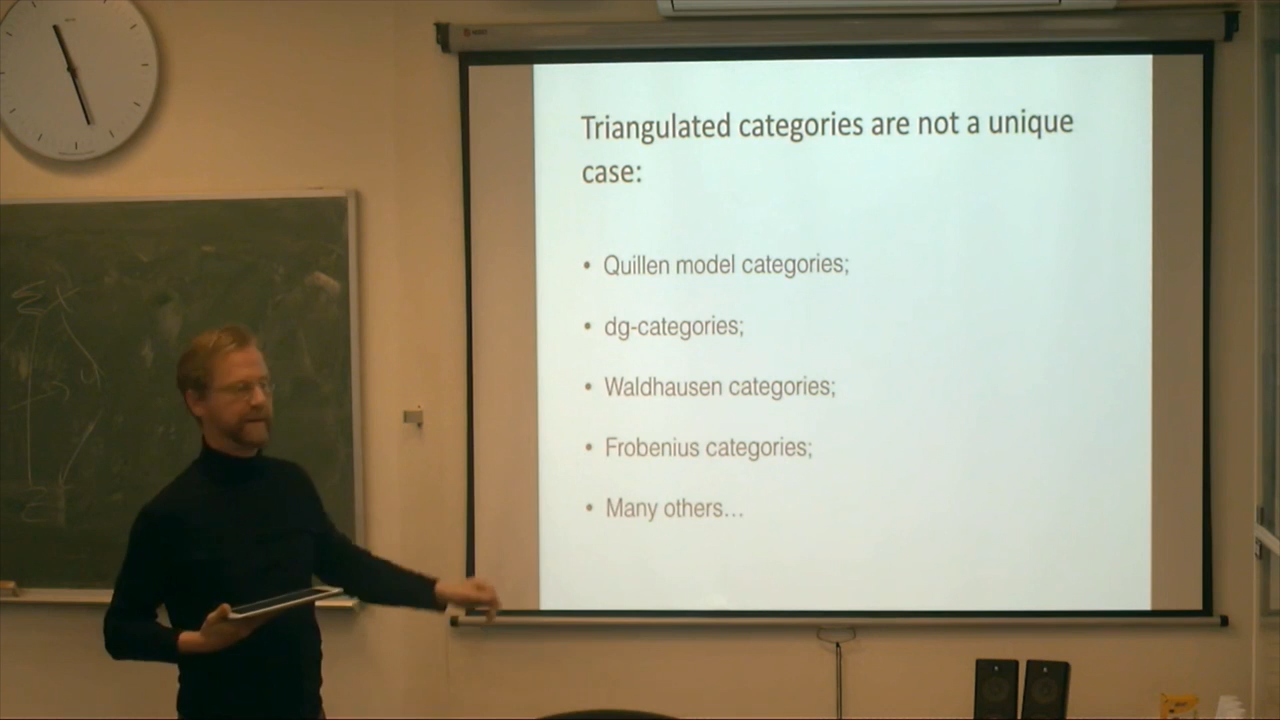 Triangulated categories are not a unique
case:
• Quillen model categories;
• dg-categories;
• Waldhausen categories;
• Frobenius categories;
• Many others…